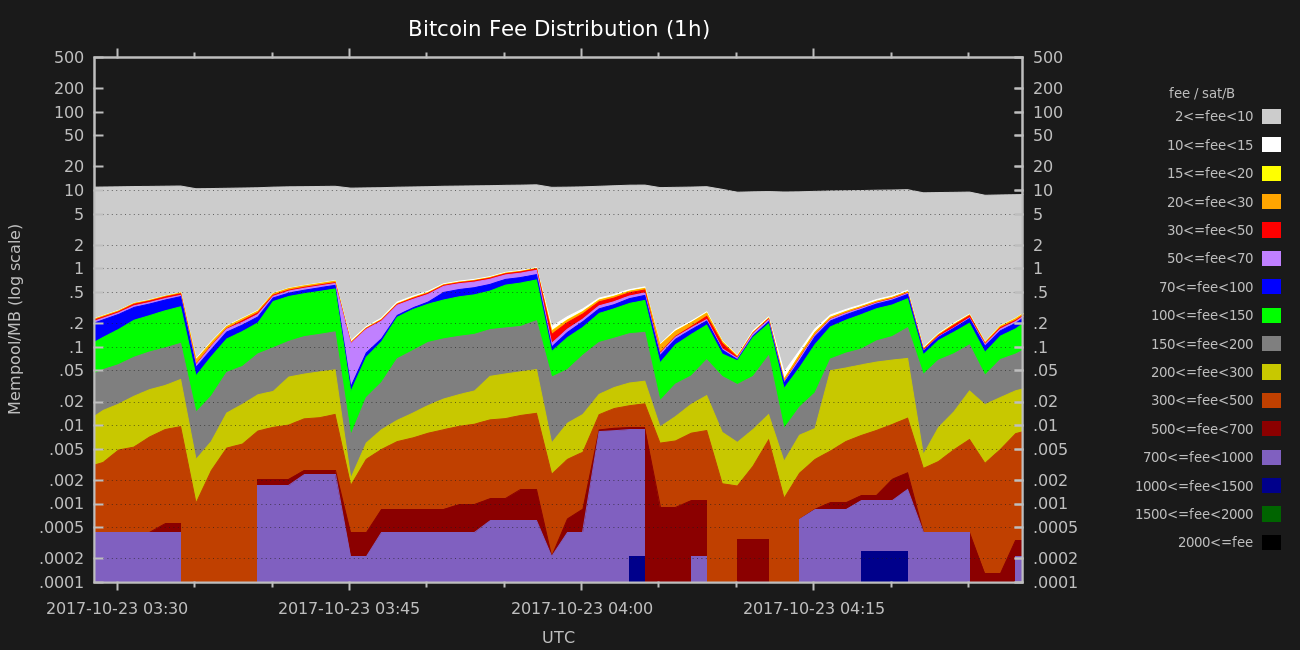 Bitcoin Fee Distribution (1h)
500
200
100
50
20
10
5
2
1
.5
.2
.1
.05
.02
.01
.005
.002
.001
.0005
.0002
.0001
Mempool/MB (log scale)
500
200
100
50
20
10
5
2
1
.5
.2
.1
.05
.02
.01
.005
.002
.001
.0005
.0002
.0001
2017-10-23 03:30
2017-10-23 03:45
2017-10-23 04:00
2017-10-23 04:15
UTC
fee / sat/B
2<=fee<10
10<=fee<15
15<=fee<20
20<=fee<30
30<=fee<50
50<=fee<70
70<=fee<100
100<=fee<150
150<=fee<200
200<=fee<300
300<=fee<500
500<=fee<700
700<=fee<1000
1000<=fee<1500
1500<=fee<2000
2000<=fee